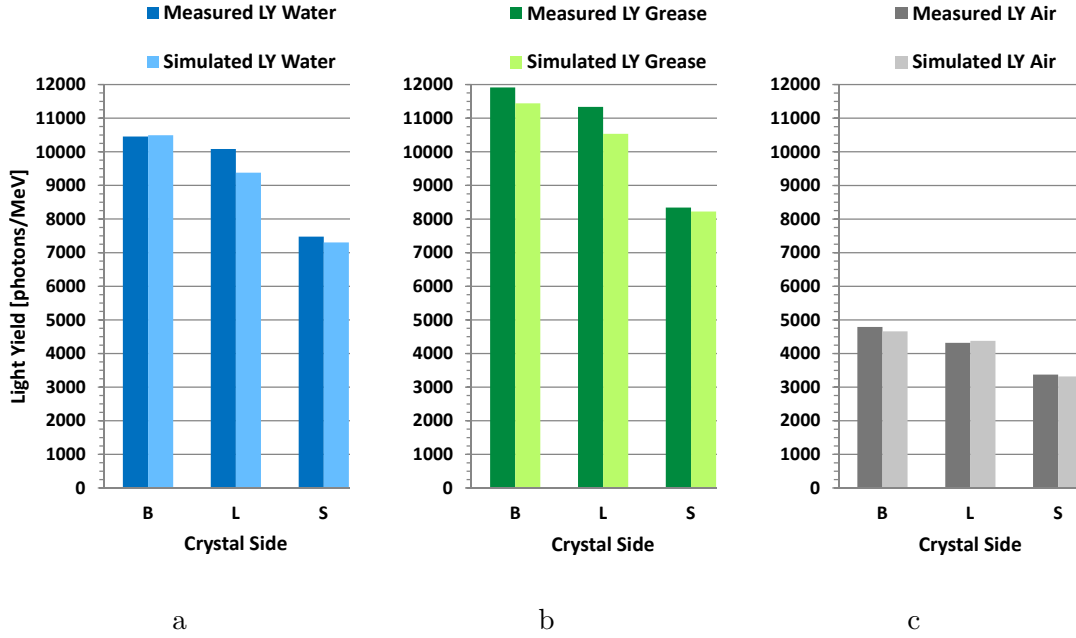 Measured LY Water
Simulated LY Water
12000
11000
10000
9000
8000
7000
6000
5000
4000
3000
2000
1000
0
Light Yield [photons/MeV]
B L S
Crystal Side
a
Measured LY Grease
Simulated LY Grease
12000
11000
10000
9000
8000
7000
6000
5000
4000
3000
2000
1000
0
B L S
Crystal Side
b
Measured LY Air
Simulated LY Air
12000
11000
10000
9000
8000
7000
6000
5000
4000
3000
2000
1000
0
B L S
Crystal Side
c